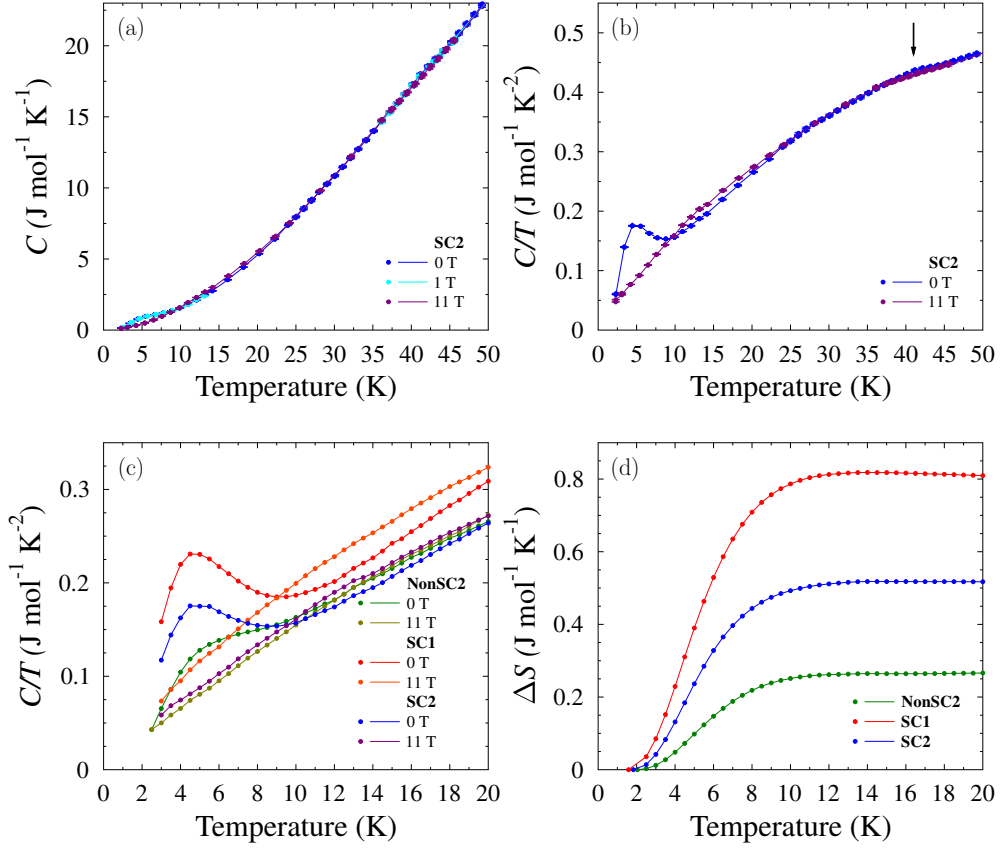 (a)
C (J mol⁻¹ K⁻¹)
20
15
10
5
0
SC2
0 T
1 T
11 T
0 5 10 15 20 25 30 35 40 45 50
Temperature (K)
(b)
C/T (J mol⁻¹ K⁻²)
0.5
0.4
0.3
0.2
0.1
0
SC2
0 T
11 T
0 5 10 15 20 25 30 35 40 45 50
Temperature (K)
(c)
C/T (J mol⁻¹ K⁻²)
0.3
0.2
0.1
0
NonSC2
0 T
11 T
SC1
0 T
11 T
SC2
0 T
11 T
0 2 4 6 8 10 12 14 16 18 20
Temperature (K)
(d)
ΔS (J mol⁻¹ K⁻¹)
0.8
0.6
0.4
0.2
0
NonSC2
SC1
SC2
0 2 4 6 8 10 12 14 16 18 20
Temperature (K)